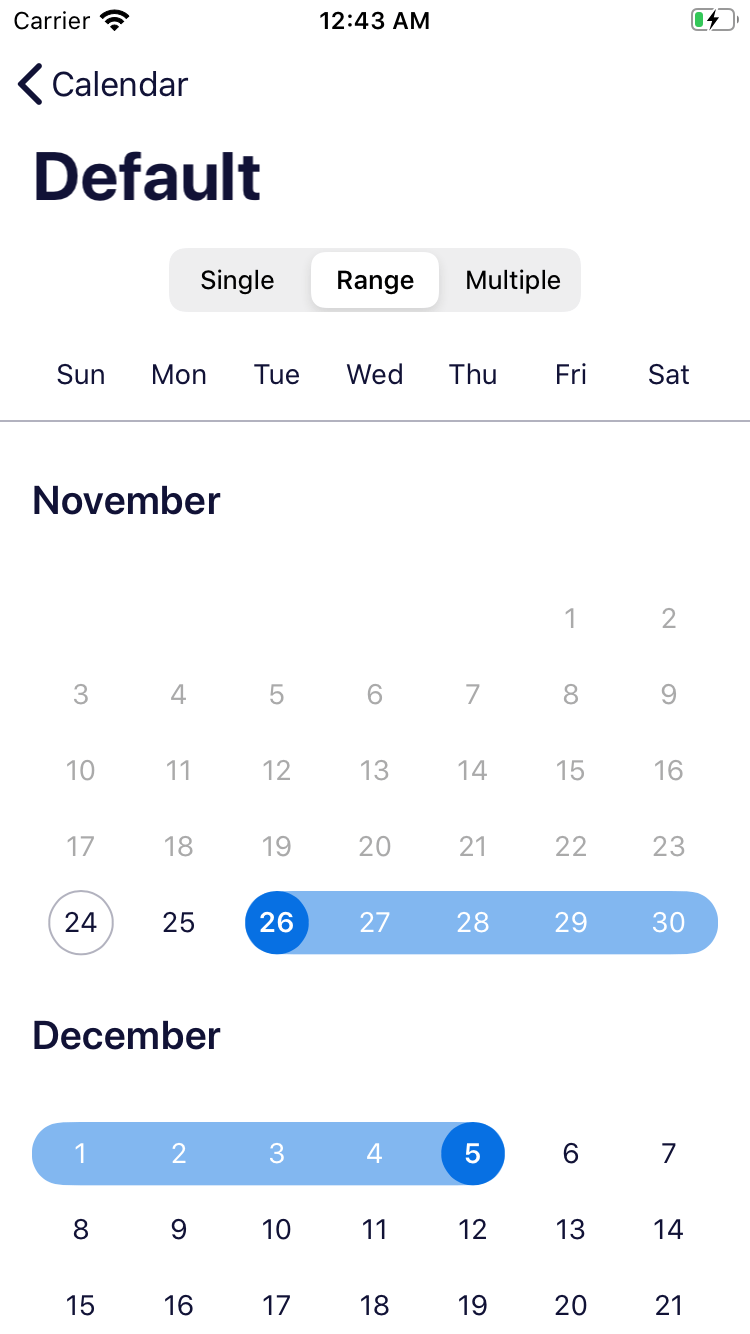 Carrier 12:43 AM
Calendar
Default
Single Range Multiple
Sun Mon Tue Wed Thu Fri Sat
November
1 2
3 4 5 6 7 8 9
10 11 12 13 14 15 16
17 18 19 20 21 22 23
24 25 26 27 28 29 30
December
1 2 3 4 5 6 7
8 9 10 11 12 13 14
15 16 17 18 19 20 21